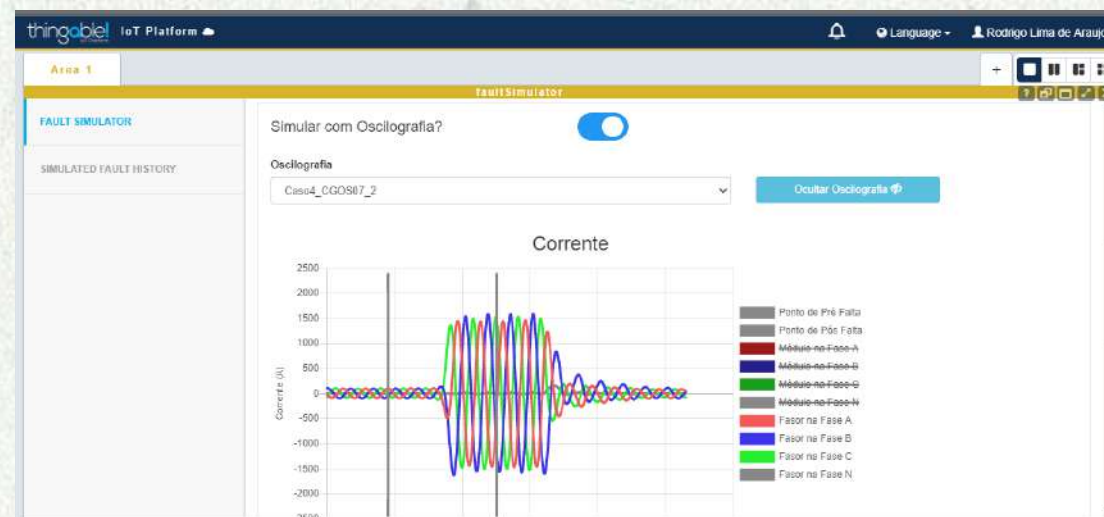 thingable! IoT Platform
Language
Rodrigo Lima de Araujo
Area 1
+
faultSimulator
?
FAULT SIMULATOR
SIMULATED FAULT HISTORY
Simular com Oscilografia?
Oscilografia
Caso4_CGOS07_2
Ocultar Oscilografia
Corrente
Corrente (A)
2500
2000
1500
1000
500
0
-500
-1000
-1500
-2000
-2500
Ponto de Pré Falta
Ponto de Pós Falta
Módulo na Fase A
Módulo na Fase B
Módulo na Fase C
Módulo na Fase N
Fasor na Fase A
Fasor na Fase B
Fasor na Fase C
Fasor na Fase N